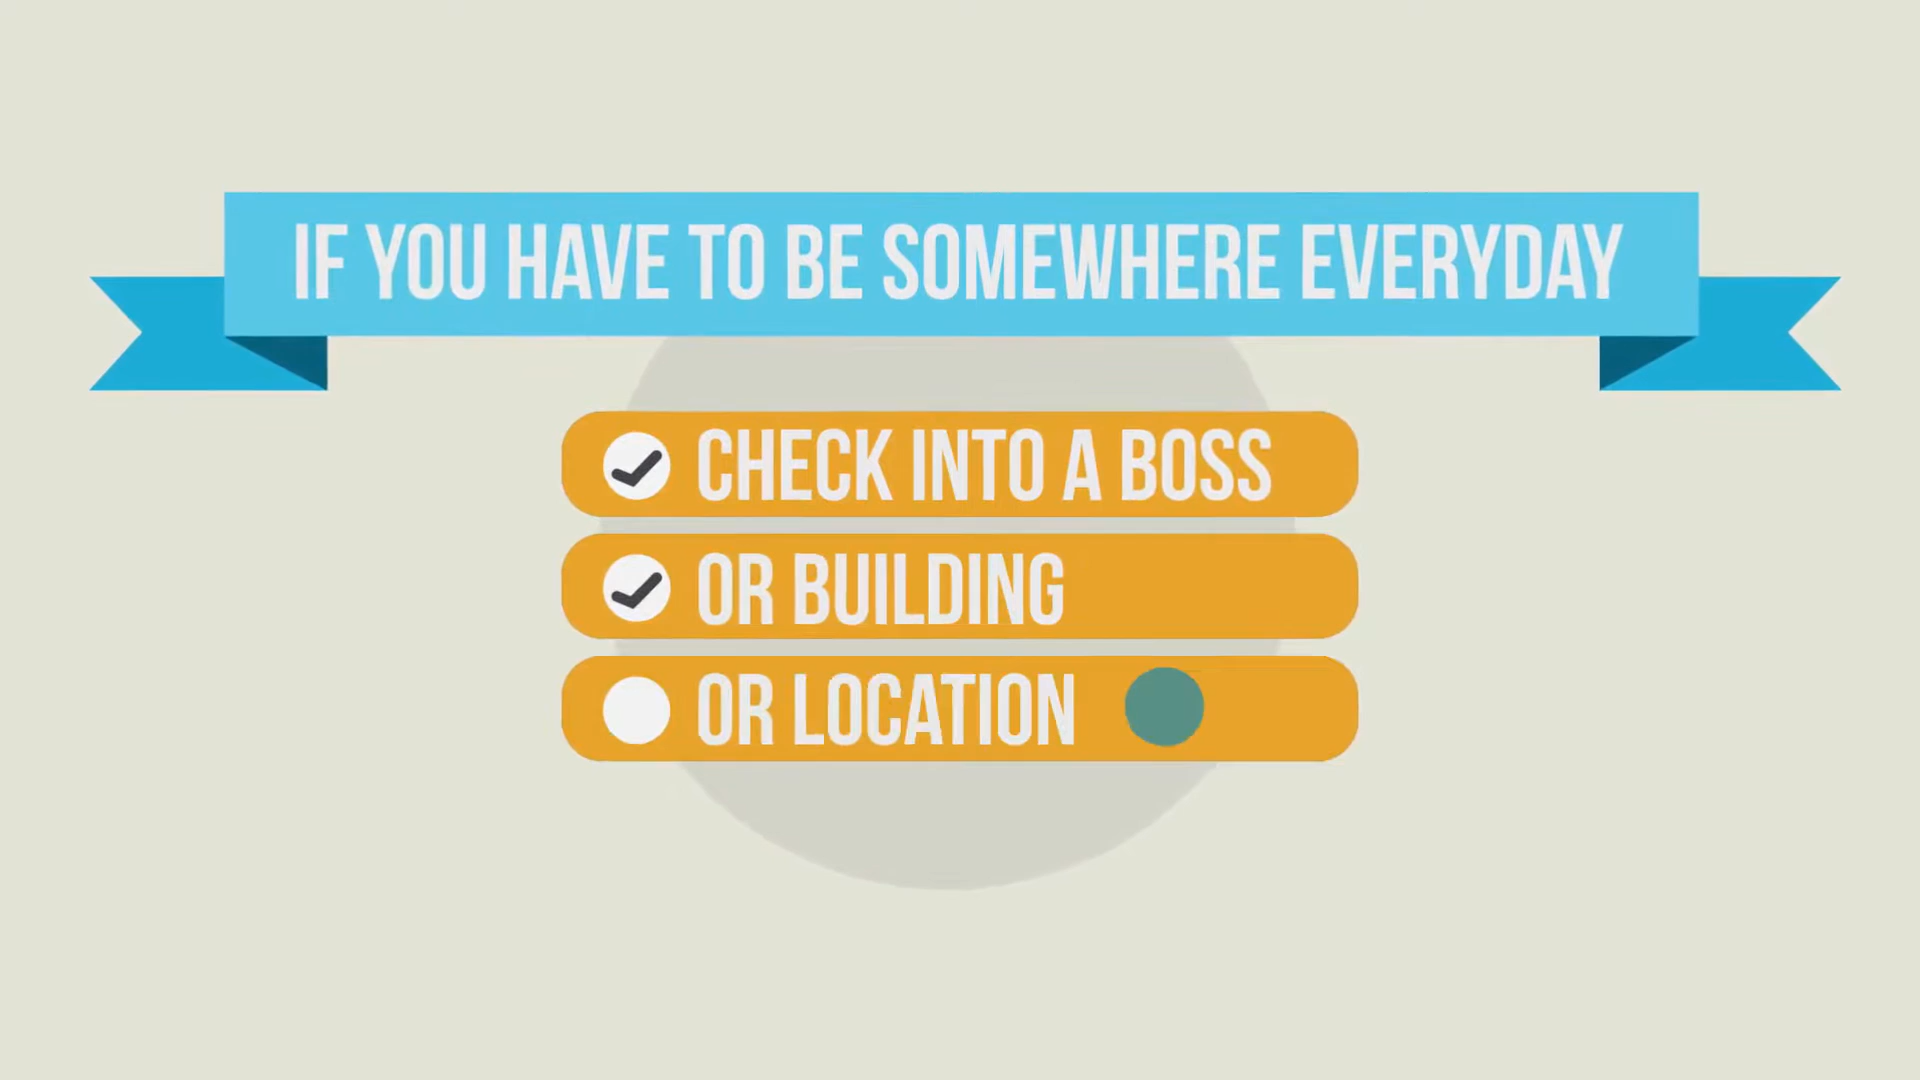 IF YOU HAVE TO BE SOMEWHERE EVERYDAY
CHECK INTO A BOSS
OR BUILDING
OR LOCATION